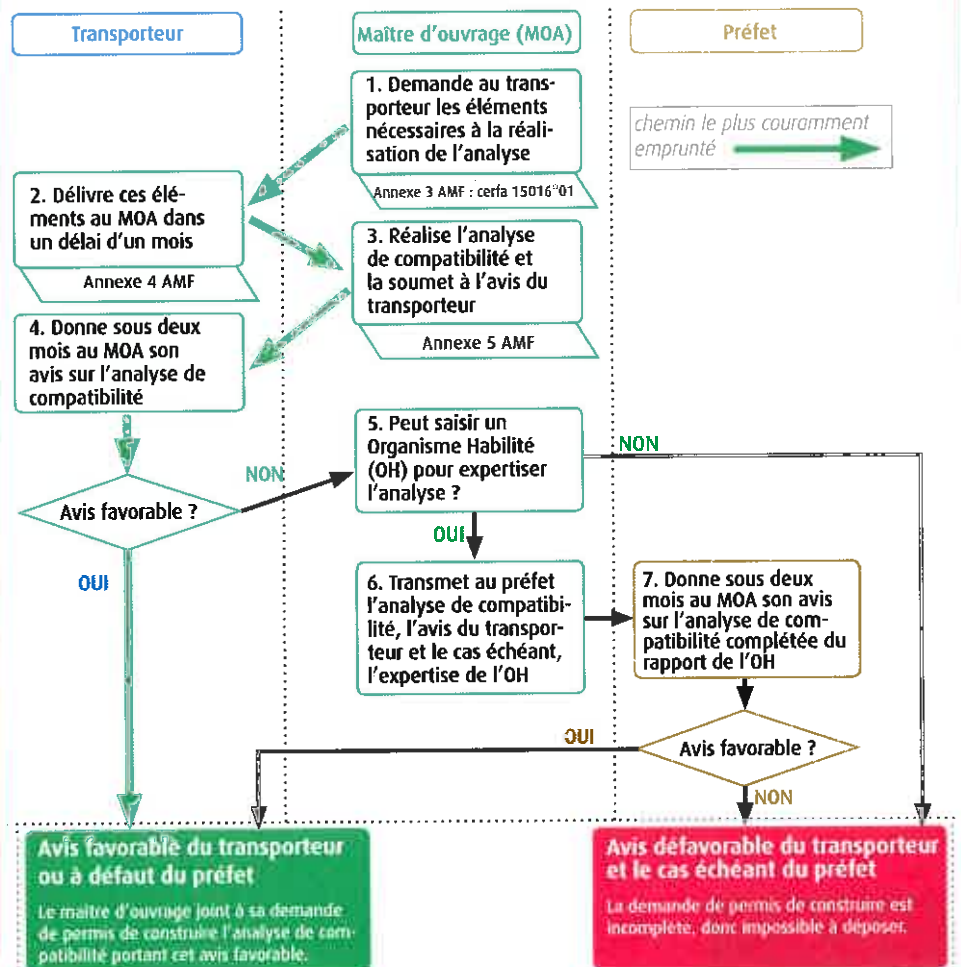 Transporteur
Maître d'ouvrage (MOA)
Préfet
1. Demande au trans-
porteur les éléments
nécessaires à la réali-
sation de l'analyse
Annexe 3 AMF : cerfa 15016*01
chemin le plus couramment
emprunté
2. Délivre ces élé-
ments au MOA dans
un délai d'un mois
Annexe 4 AMF
3. Réalise l'analyse
de compatibilité et
la soumet à l'avis du
transporteur
Annexe 5 AMF
4. Donne sous deux
mois au MOA son
avis sur l'analyse de
compatibilité
Avis favorable ?
NON
OUI
5. Peut saisir un
Organisme Habilité
(OH) pour expertiser
l'analyse ?
NON
OUI
6. Transmet au préfet
l'analyse de compatibi-
lité, l'avis du transpor-
teur et le cas échéant,
l'expertise de l'OH
7. Donne sous deux
mois au MOA son avis
sur l'analyse de com-
patibilité complétée du
rapport de l'OH
Avis favorable ?
OUI
NON
Avis favorable du transporteur
ou à défaut du préfet
Le maître d'ouvrage joint à sa demande
de permis de construire l'analyse de com-
patibilité portant cet avis favorable.
Avis défavorable du transporteur
et le cas échéant du préfet
La demande de permis de construire est
incomplète, donc impossible à déposer.